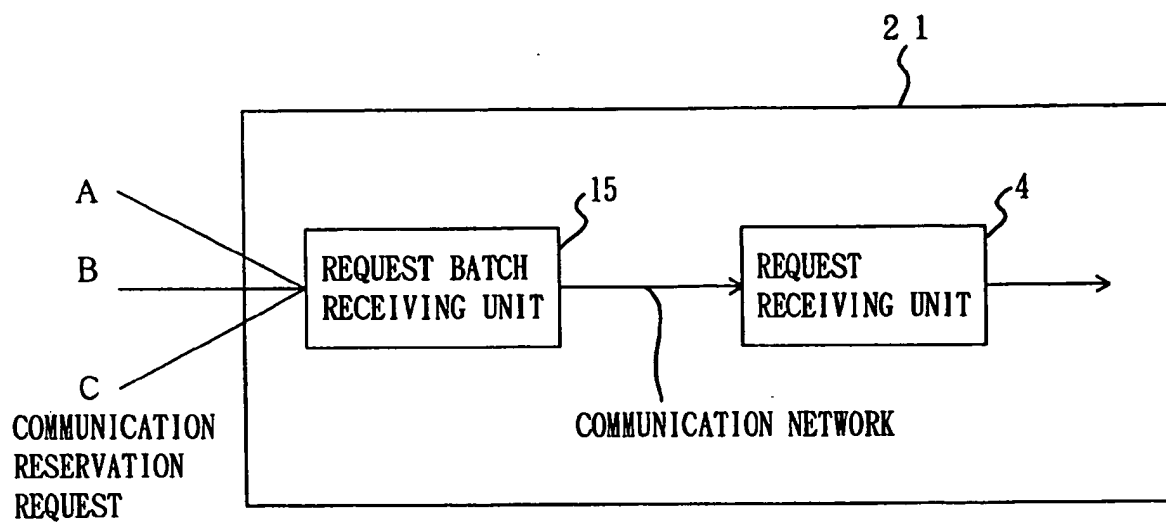 2 1
A
B
C
COMMUNICATION
RESERVATION
REQUEST
15
REQUEST BATCH
RECEIVING UNIT
COMMUNICATION NETWORK
4
REQUEST
RECEIVING UNIT